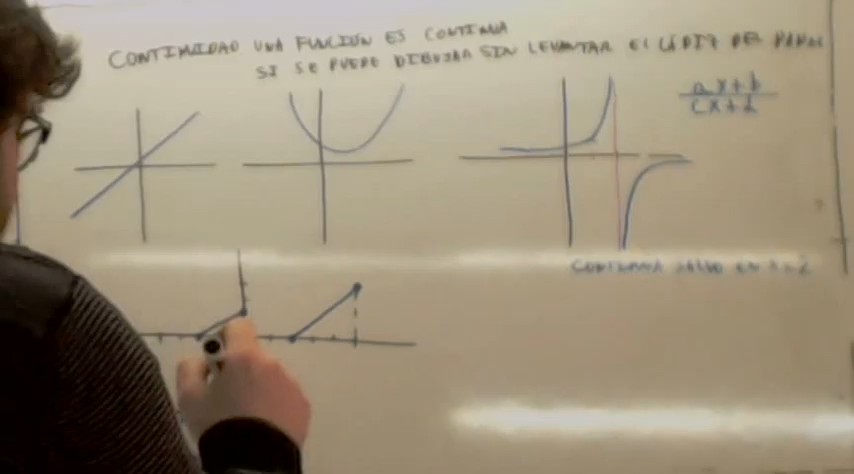 CONTINUIDAD UNA FUNCIÓN ES CONTINUA
SI SE PUEDE DIBUJAR SIN LEVANTAR EL LÁPIZ DEL PAPEL
ax+b
cx+d
CONTINUA SALVO EN X=2